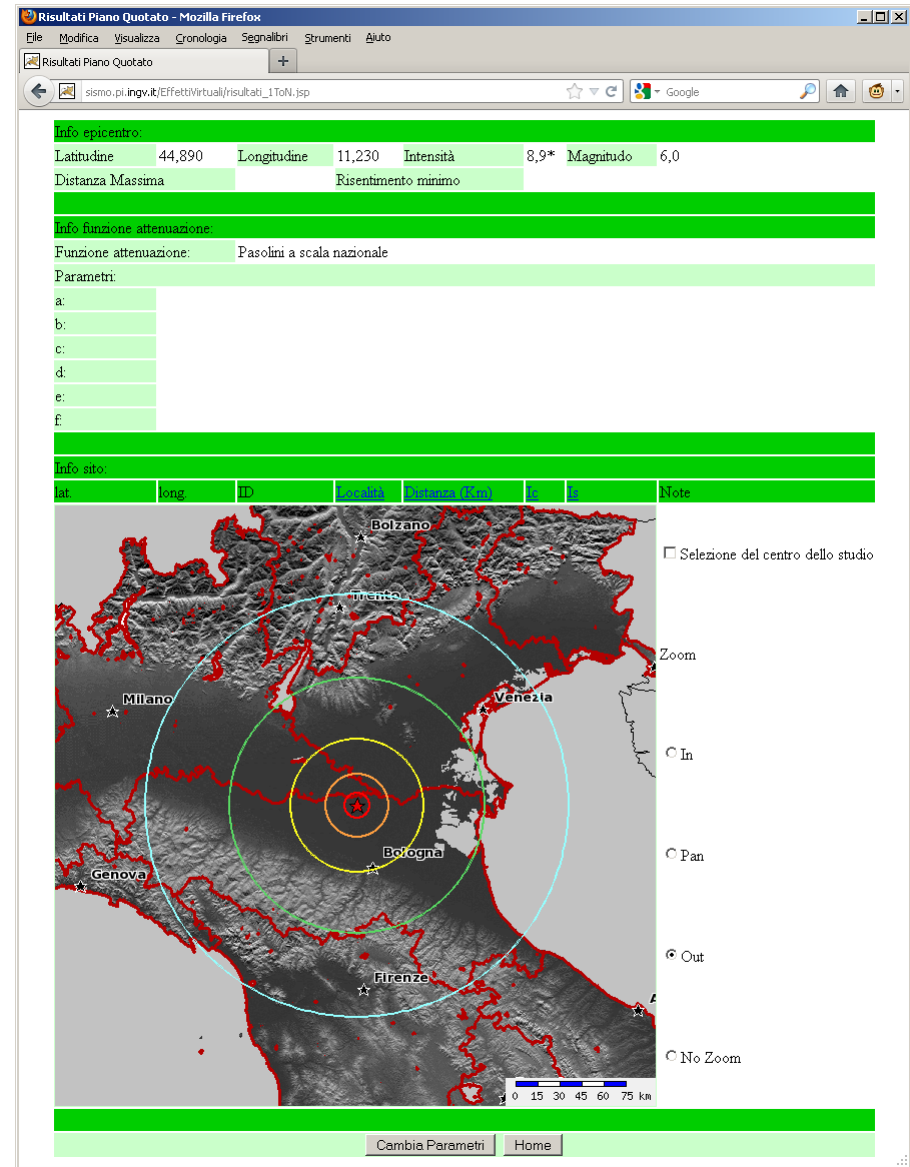 Risultati Piano Quotato - Mozilla Firefox
File Modifica Visualizza Cronologia Segnalibri Strumenti Aiuto
Risultati Piano Quotato +
sismo.pi.ingv.it/EffettiVirtuali/risultati_1ToN.jsp Google
Info epicentro:
Latitudine 44,890 Longitudine 11,230 Intensità 8,9* Magnitudo 6,0
Distanza Massima Risentimento minimo
Info funzione attenuazione:
Funzione attenuazione: Pasolini a scala nazionale
Parametri:
a:
b:
c:
d:
e:
f:
Info sito:
lat. long. ID Località Distanza (Km) Ic Is Note
Bolzano
Selezione del centro dello studio
Trento
Zoom
Milano
Venezia
In
Bologna
Pan
Genova
Out
Firenze
A
No Zoom
0 15 30 45 60 75 km
Cambia Parametri Home